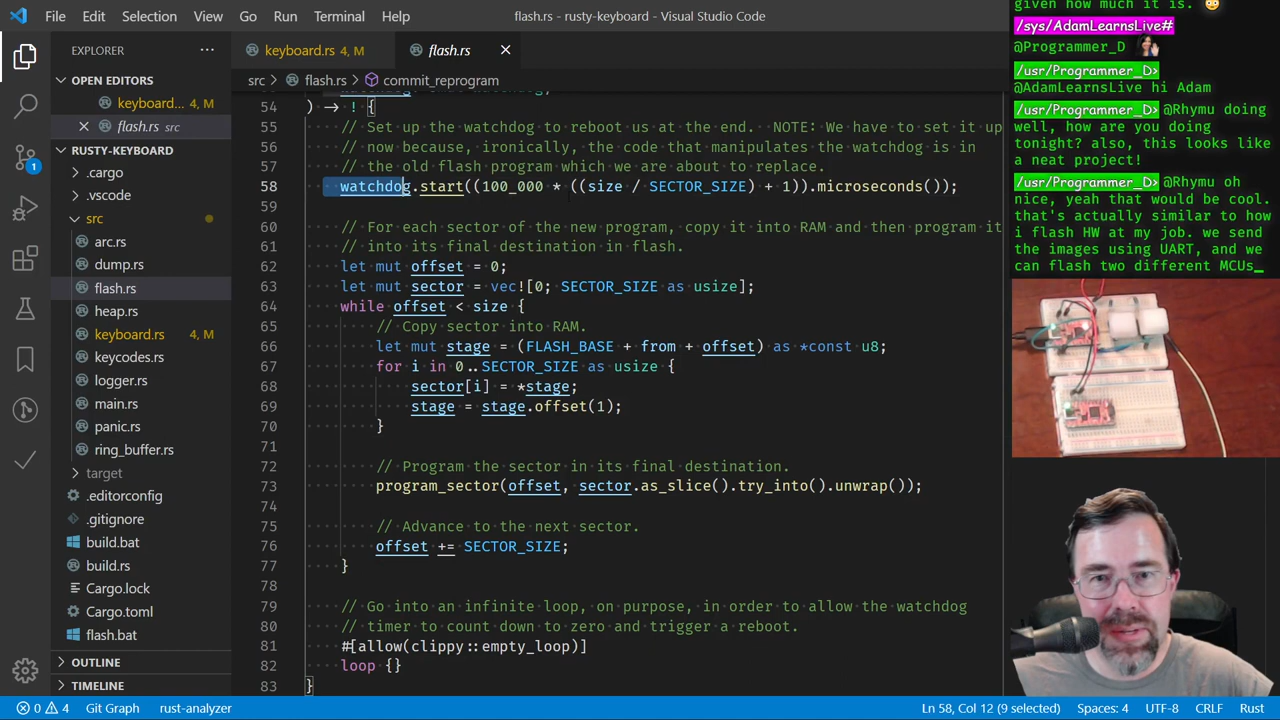 File Edit Selection View Go Run Terminal Help
flash.rs - rusty-keyboard - Visual Studio Code
EXPLORER
OPEN EDITORS
keyboard... 4, M
flash.rs src
RUSTY-KEYBOARD
.cargo
.vscode
src
arc.rs
dump.rs
flash.rs
heap.rs
keyboard.rs 4, M
keycodes.rs
logger.rs
main.rs
panic.rs
ring_buffer.rs
target
.editorconfig
.gitignore
build.bat
build.rs
Cargo.lock
Cargo.toml
flash.bat
OUTLINE
TIMELINE
1
keyboard.rs 4, M
flash.rs
src > flash.rs > commit_reprogram
54 ) -> ! {
55 // Set up the watchdog to reboot us at the end. NOTE: We have to set it up
56 // now because, ironically, the code that manipulates the watchdog is in
57 // the old flash program which we are about to replace.
58 watchdog.start((100_000 * ((size / SECTOR_SIZE) + 1)).microseconds());
59
60 // For each sector of the new program, copy it into RAM and then program it
61 // into its final destination in flash.
62 let mut offset = 0;
63 let mut sector = vec![0; SECTOR_SIZE as usize];
64 while offset < size {
65 // Copy sector into RAM.
66 let mut stage = (FLASH_BASE + from + offset) as *const u8;
67 for i in 0..SECTOR_SIZE as usize {
68 sector[i] = *stage;
69 stage = stage.offset(1);
70 }
71
72 // Program the sector in its final destination.
73 program_sector(offset, sector.as_slice().try_into().unwrap());
74
75 // Advance to the next sector.
76 offset += SECTOR_SIZE;
77 }
78
79 // Go into an infinite loop, on purpose, in order to allow the watchdog
80 // timer to count down to zero and trigger a reboot.
81 #[allow(clippy::empty_loop)]
82 loop {}
83 }
given how much it is.
/sys/AdamLearnsLive#
@Programmer_D
/usr/Programmer_D>
@AdamLearnsLive hi Adam
/usr/Programmer_D> @Rhymu doing
well, how are you doing
tonight? also, this looks like
a neat project!
/usr/Programmer_D> @Rhymu oh
nice, yeah that would be cool.
that's actually similar to how
i flash HW at my job. we send
the images using UART, and we
can flash two different MCUs_
0 4 Git Graph rust-analyzer
Ln 58, Col 12 (9 selected) Spaces: 4 UTF-8 CRLF Rust